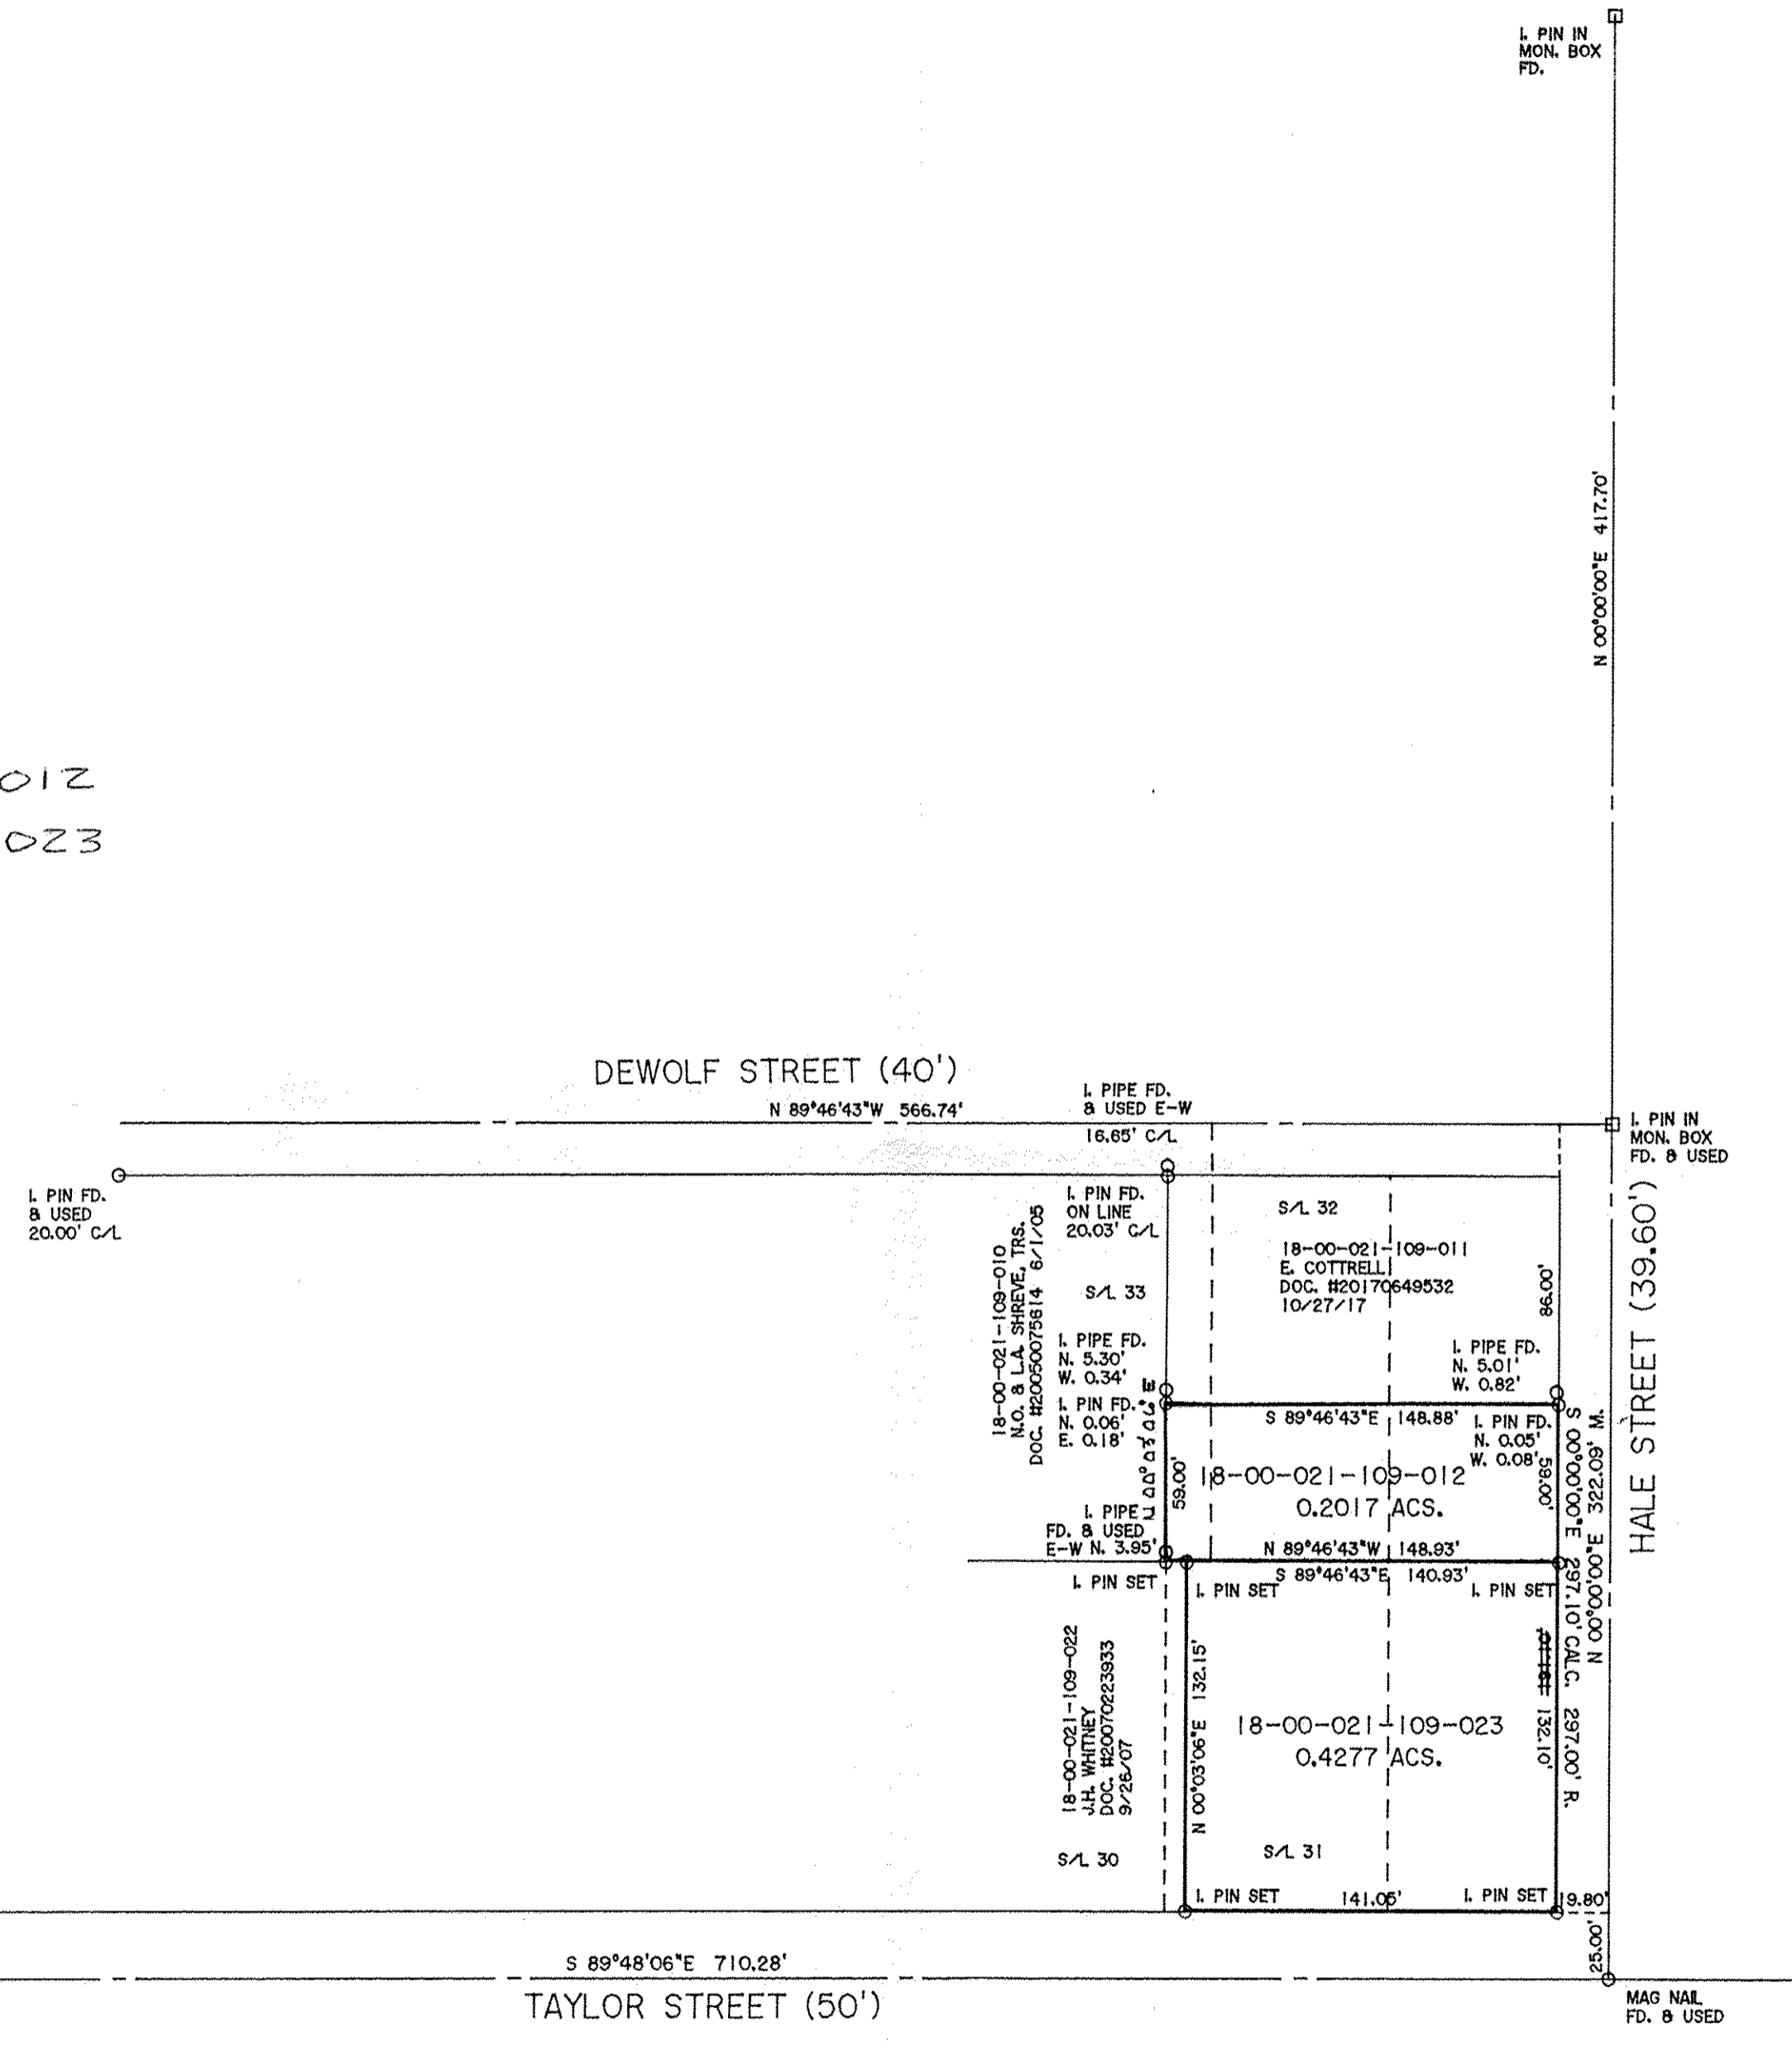 I. PIN IN
MON. BOX
FD.
N 00°00'00"E 417.70'
012
023
DEWOLF STREET (40')
N 89°46'43"W 566.74'
I. PIPE FD.
& USED E-W
16.65' C/L
I. PIN IN
MON. BOX
FD. & USED
I. PIN FD.
& USED
20.00' C/L
I. PIN FD.
ON LINE
20.03' C/L
S/L 33
18-00-021-109-010
N.O. & L.A. SHREVE, TRS.
DOC. #20050075614 6/1/05
S/L 32
18-00-021-109-011
E. COTTRELL
DOC. #20170649532
10/27/17
86.00'
HALE STREET (39.60')
I. PIPE FD.
N. 5.30'
W. 0.34'
I. PIN FD.
N. 0.06'
E. 0.18'
I. PIPE FD.
N. 5.01'
W. 0.82'
S 89°46'43"E 148.88'
I. PIN FD.
N. 0.05'
W. 0.08'
59.00'
18-00-021-109-012
0.2017 ACS.
59.00'
I. PIPE
FD. & USED
E-W N. 3.95'
N 89°46'43"W 148.93'
S 89°46'43"E 140.93'
I. PIN SET
I. PIN SET
I. PIN SET
S 00°00'00"E 297.10' CALC. 297.00' R.
N 00°00'00"E 322.09' M.
18-00-021-109-022
J.H. WHITNEY
DOC. #20070223933
9/26/07
S/L 30
N 00°03'06"E 132.15'
18-00-021-109-023
0.4277 ACS.
132.10'
S/L 31
I. PIN SET
141.05'
I. PIN SET
19.80'
25.00'
S 89°48'06"E 710.28'
TAYLOR STREET (50')
MAG NAIL
FD. & USED